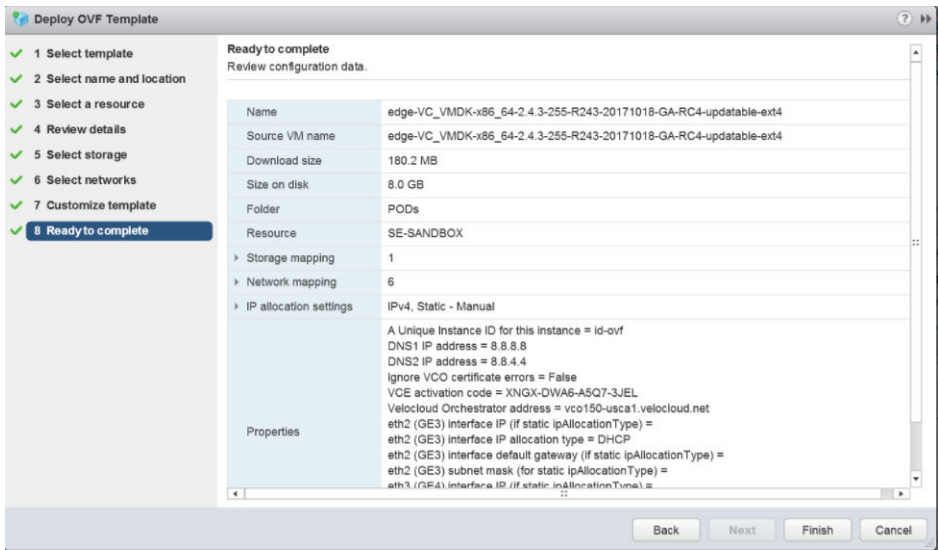 Deploy OVF Template
1 Select template
2 Select name and location
3 Select a resource
4 Review details
5 Select storage
6 Select networks
7 Customize template
8 Ready to complete
Ready to complete
Review configuration data.
Name edge-VC_VMDK-x86_64-2.4.3-255-R243-20171018-GA-RC4-updatable-ext4
Source VM name edge-VC_VMDK-x86_64-2.4.3-255-R243-20171018-GA-RC4-updatable-ext4
Download size 180.2 MB
Size on disk 8.0 GB
Folder PODs
Resource SE-SANDBOX
Storage mapping 1
Network mapping 6
IP allocation settings IPv4, Static - Manual
Properties
A Unique Instance ID for this instance = id-ovf
DNS1 IP address = 8.8.8.8
DNS2 IP address = 8.8.4.4
Ignore VCO certificate errors = False
VCE activation code = XNGX-DWA6-A5Q7-3JEL
Velocloud Orchestrator address = vco150-usca1.velocloud.net
eth2 (GE3) interface IP (if static ipAllocationType) =
eth2 (GE3) interface IP allocation type = DHCP
eth2 (GE3) interface default gateway (if static ipAllocationType) =
eth2 (GE3) subnet mask (for static ipAllocationType) =
eth3 (GE4) interface IP (if static ipAllocationType) =
Back Next Finish Cancel